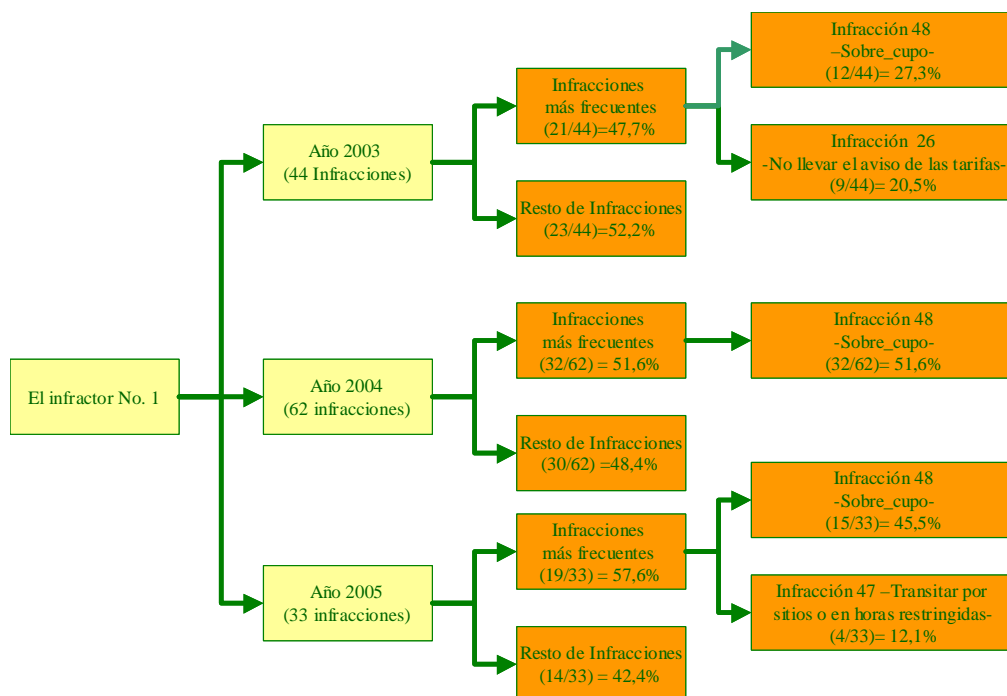 El infractor No. 1
Año 2003
(44 Infracciones)
Infracciones
más frecuentes
(21/44)=47,7%
Infracción 48
–Sobre_cupo-
(12/44)= 27,3%
Infracción 26
-No llevar el aviso de las tarifas-
(9/44)= 20,5%
Resto de Infracciones
(23/44)=52,2%
Año 2004
(62 infracciones)
Infracciones
más frecuentes
(32/62) = 51,6%
Infracción 48
-Sobre_cupo-
(32/62)= 51,6%
Resto de Infracciones
(30/62) =48,4%
Año 2005
(33 infracciones)
Infracciones
más frecuentes
(19/33) = 57,6%
Infracción 48
-Sobre_cupo-
(15/33)= 45,5%
Infracción 47 –Transitar por
sitios o en horas restringidas-
(4/33)= 12,1%
Resto de Infracciones
(14/33)= 42,4%